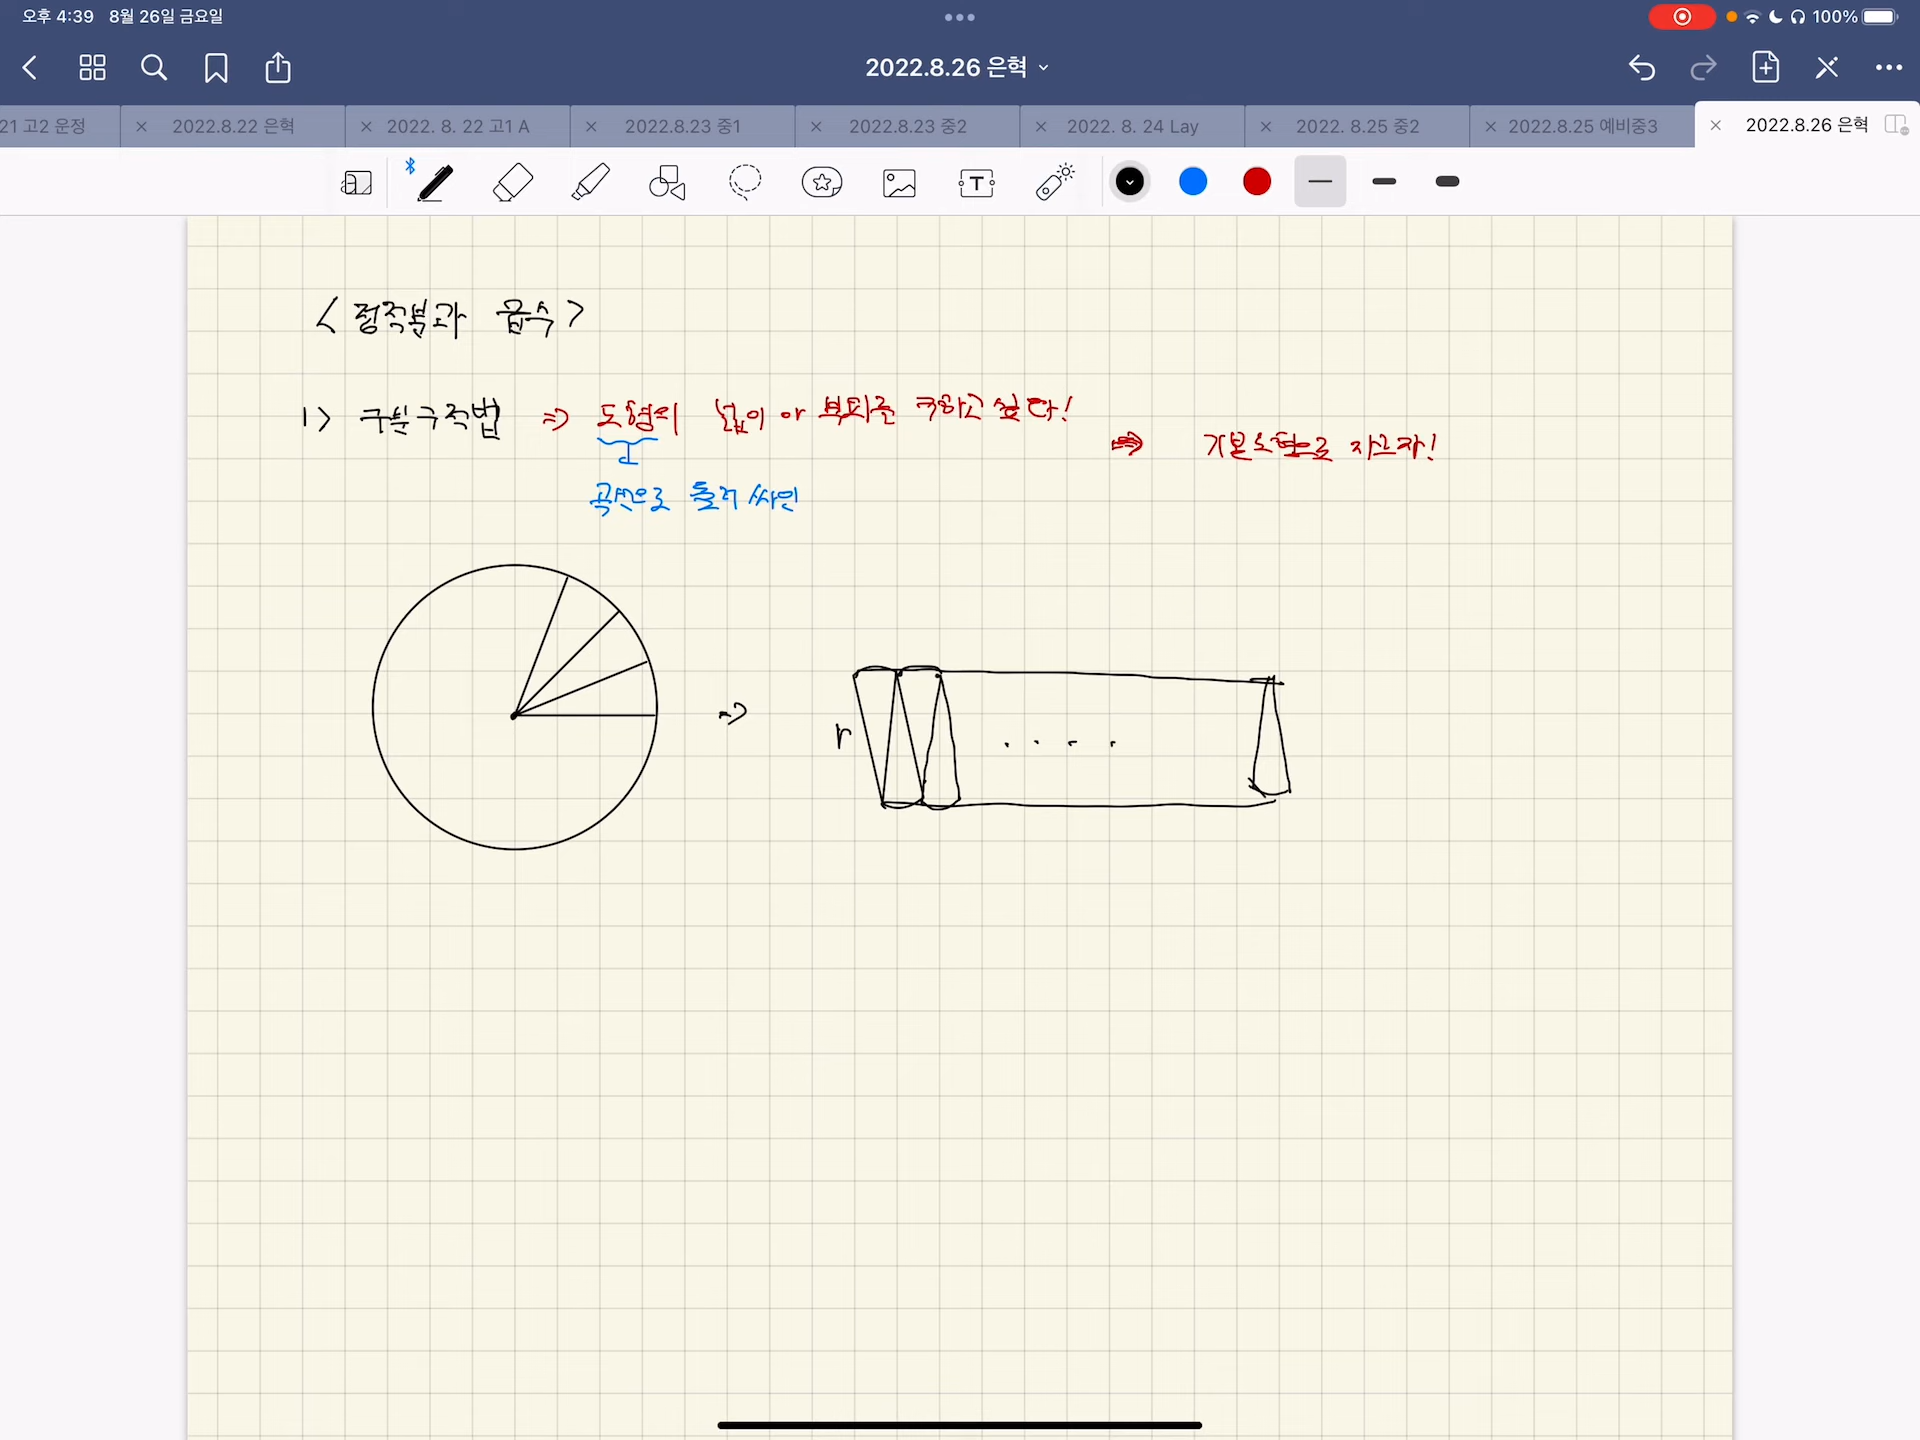 오후 4:39 8월 26일 금요일
100%
2022.8.26 은혁
21 고2 운정
2022.8.22 은혁
2022. 8. 22 고1 A
2022.8.23 중1
2022.8.23 중2
2022. 8. 24 Lay
2022. 8.25 중2
2022.8.25 예비중3
2022.8.26 은혁
T
<정적분과 급수>
1> 구분구적법 => 도형의 넓이 or 부피를 구하고 싶다!
=> 기본도형으로 자르자!
곡선으로 둘러싸인
=>
r
. . . .